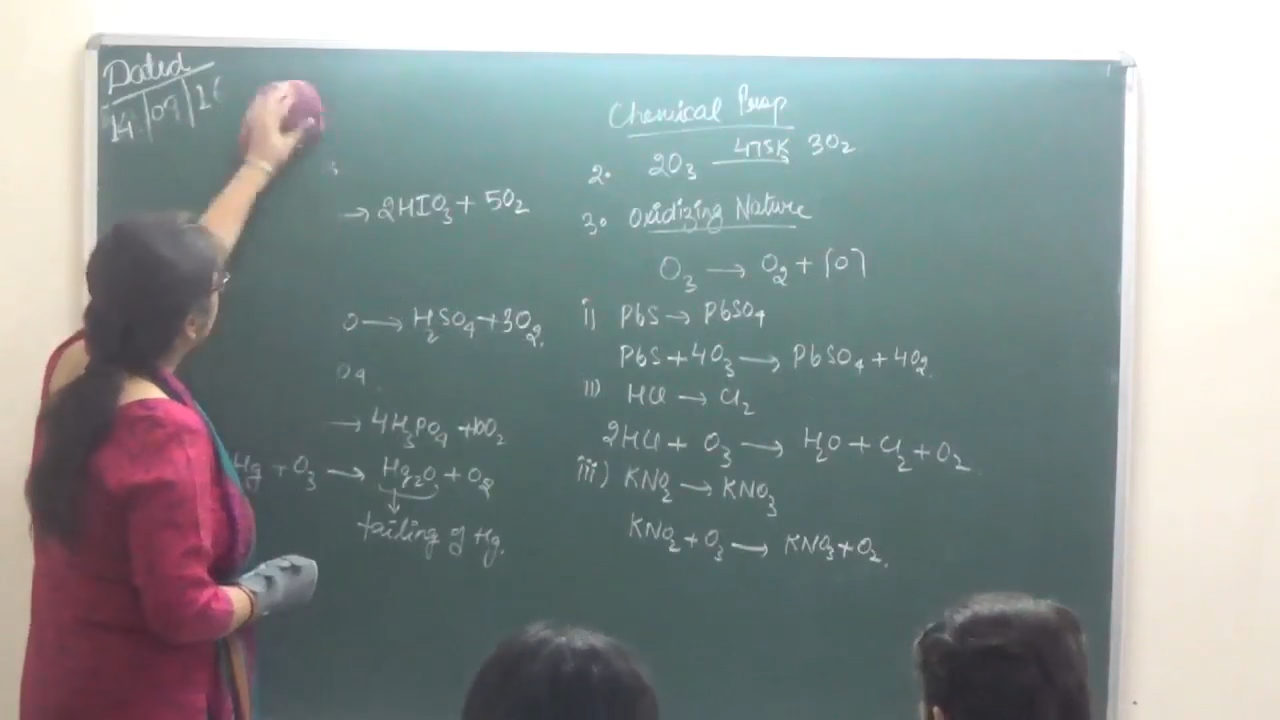 Dated
14/09/2
→ 2HIO₃ + 5O₂
O → H₂SO₄ + 3O₂.
O₄
→ 4H₃PO₄ + 10O₂
Hg + O₃ → Hg₂O + O₂
↓
tailing of Hg.
Chemical Prop
2. 2O₃ 475K 3O₂
3. Oxidizing Nature
O₃ → O₂ + [O]
i) PbS → PbSO₄
PbS + 4O₃ → PbSO₄ + 4O₂.
ii) HCl → Cl₂
2HCl + O₃ → H₂O + Cl₂ + O₂
iii) KNO₂ → KNO₃
KNO₂ + O₃ → KNO₃ + O₂.